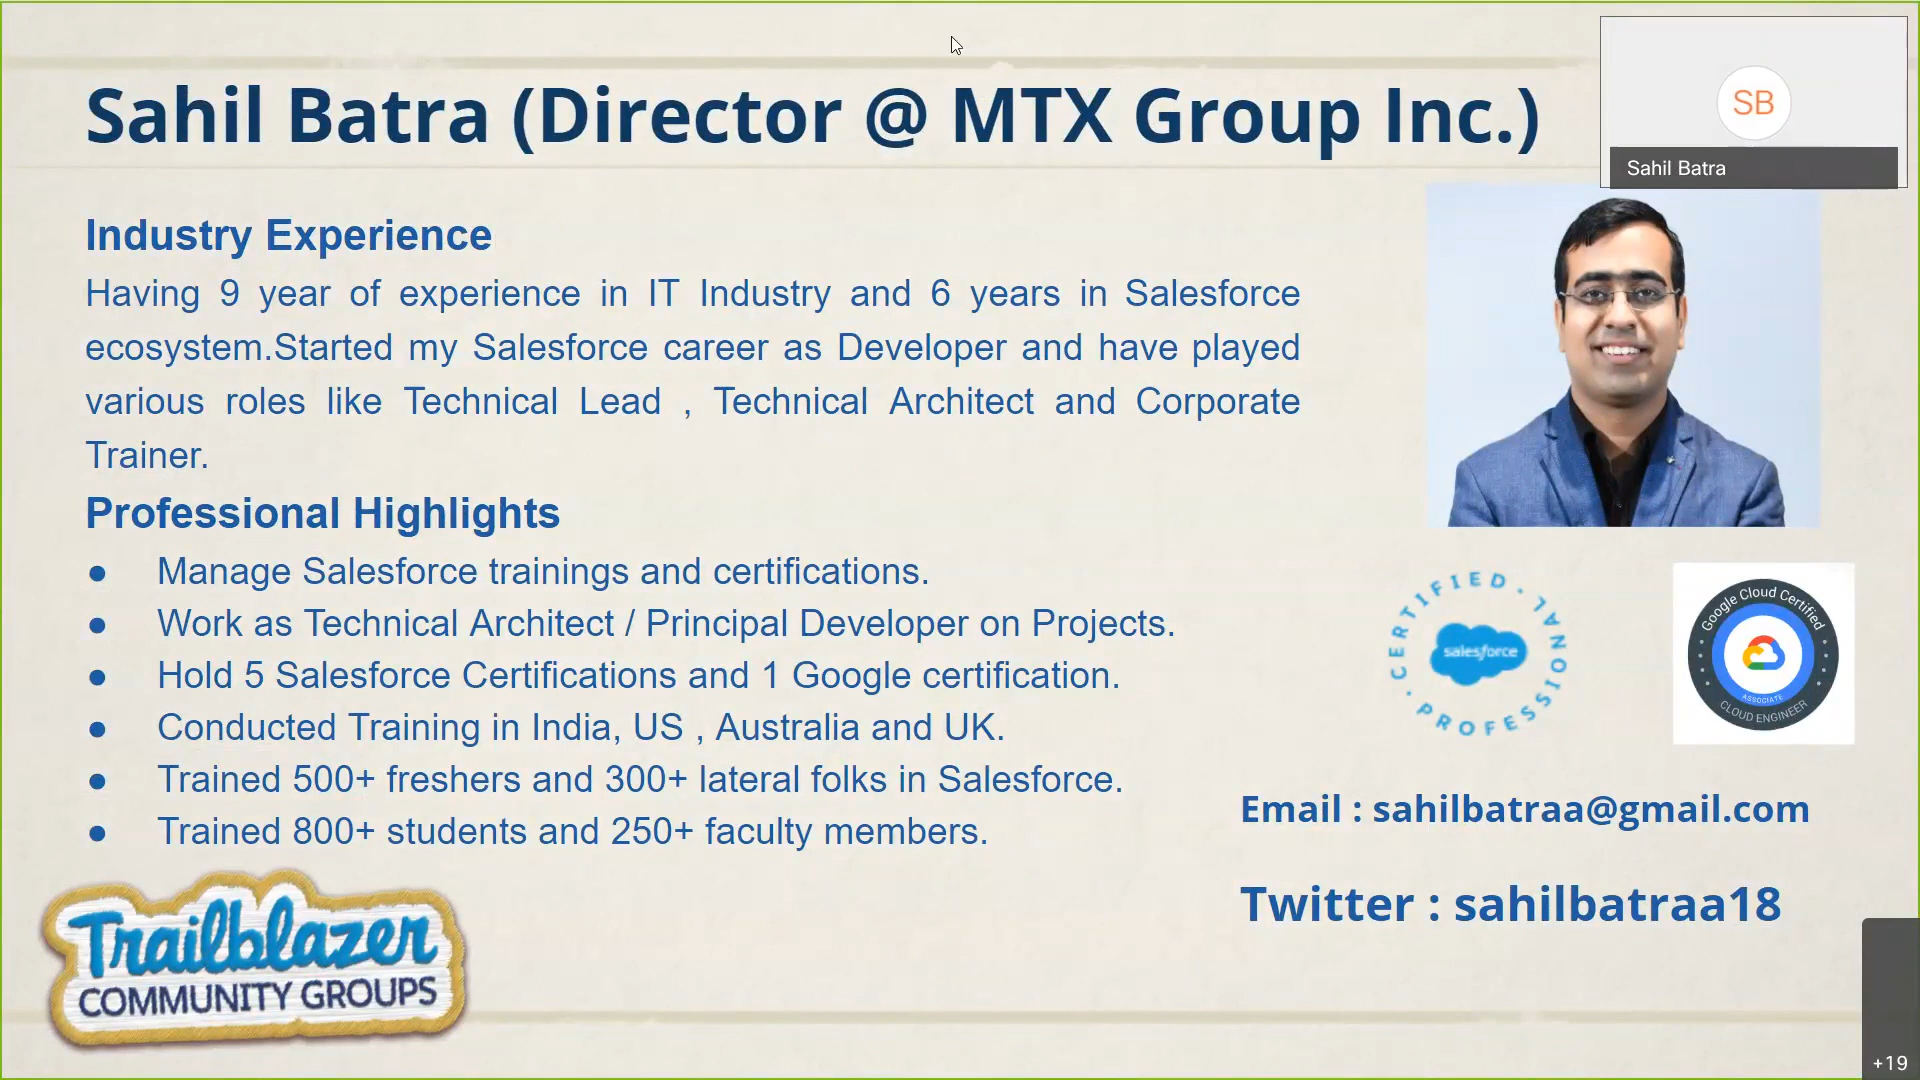 Sahil Batra (Director @ MTX Group Inc.)
SB
Sahil Batra
Industry Experience
Having 9 year of experience in IT Industry and 6 years in Salesforce
ecosystem.Started my Salesforce career as Developer and have played
various roles like Technical Lead , Technical Architect and Corporate
Trainer.
Professional Highlights
● Manage Salesforce trainings and certifications.
● Work as Technical Architect / Principal Developer on Projects.
● Hold 5 Salesforce Certifications and 1 Google certification.
● Conducted Training in India, US , Australia and UK.
● Trained 500+ freshers and 300+ lateral folks in Salesforce.
● Trained 800+ students and 250+ faculty members.
CERTIFIED · PROFESSIONAL ·
salesforce
Google Cloud Certified
ASSOCIATE
CLOUD ENGINEER
Email : sahilbatraa@gmail.com
Twitter : sahilbatraa18
Trailblazer
COMMUNITY GROUPS
+19